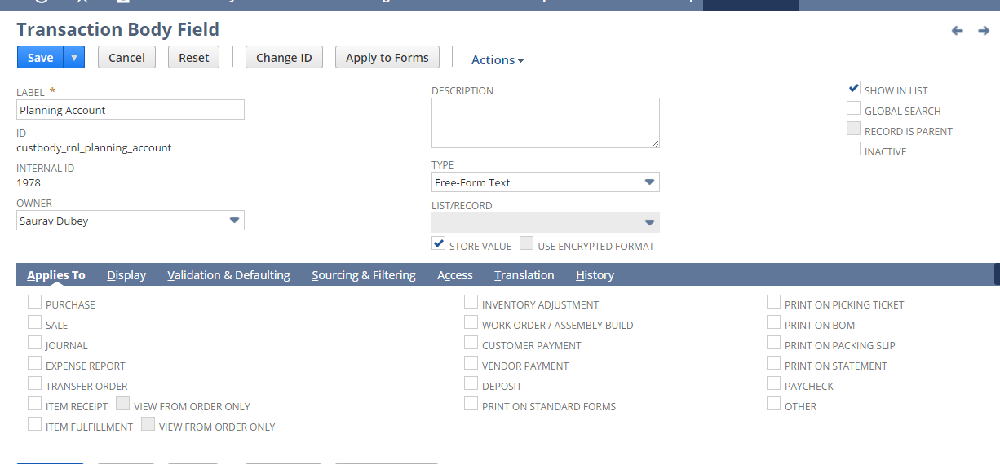 Transaction Body Field
Save Cancel Reset Change ID Apply to Forms Actions
LABEL *
Planning Account
ID
custbody_rnl_planning_account
INTERNAL ID
1978
OWNER
Saurav Dubey
DESCRIPTION
TYPE
Free-Form Text
LIST/RECORD
STORE VALUE USE ENCRYPTED FORMAT
SHOW IN LIST
GLOBAL SEARCH
RECORD IS PARENT
INACTIVE
Applies To Display Validation & Defaulting Sourcing & Filtering Access Translation History
PURCHASE
SALE
JOURNAL
EXPENSE REPORT
TRANSFER ORDER
ITEM RECEIPT VIEW FROM ORDER ONLY
ITEM FULFILLMENT VIEW FROM ORDER ONLY
INVENTORY ADJUSTMENT
WORK ORDER / ASSEMBLY BUILD
CUSTOMER PAYMENT
VENDOR PAYMENT
DEPOSIT
PRINT ON STANDARD FORMS
PRINT ON PICKING TICKET
PRINT ON BOM
PRINT ON PACKING SLIP
PRINT ON STATEMENT
PAYCHECK
OTHER